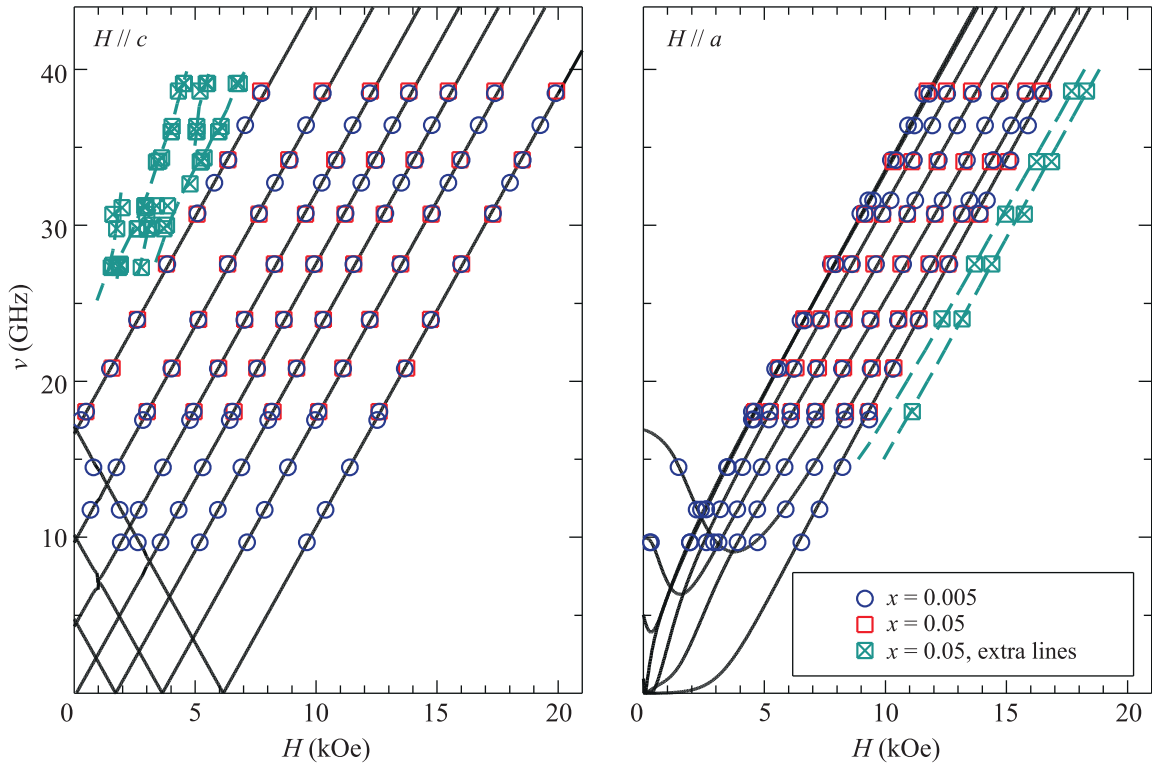 H // c
H // a
40
30
20
10
ν (GHz)
0
5
10
15
20
H (kOe)
0
5
10
15
20
H (kOe)
x = 0.005
x = 0.05
x = 0.05, extra lines